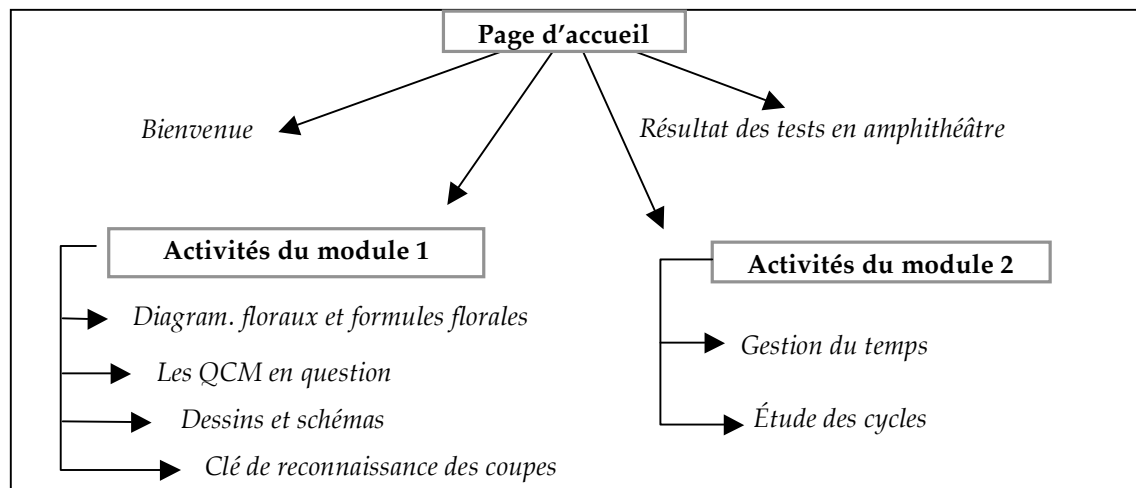 Page d’accueil
Bienvenue
Résultat des tests en amphithéâtre
Activités du module 1
Diagram. floraux et formules florales
Les QCM en question
Dessins et schémas
Clé de reconnaissance des coupes
Activités du module 2
Gestion du temps
Étude des cycles